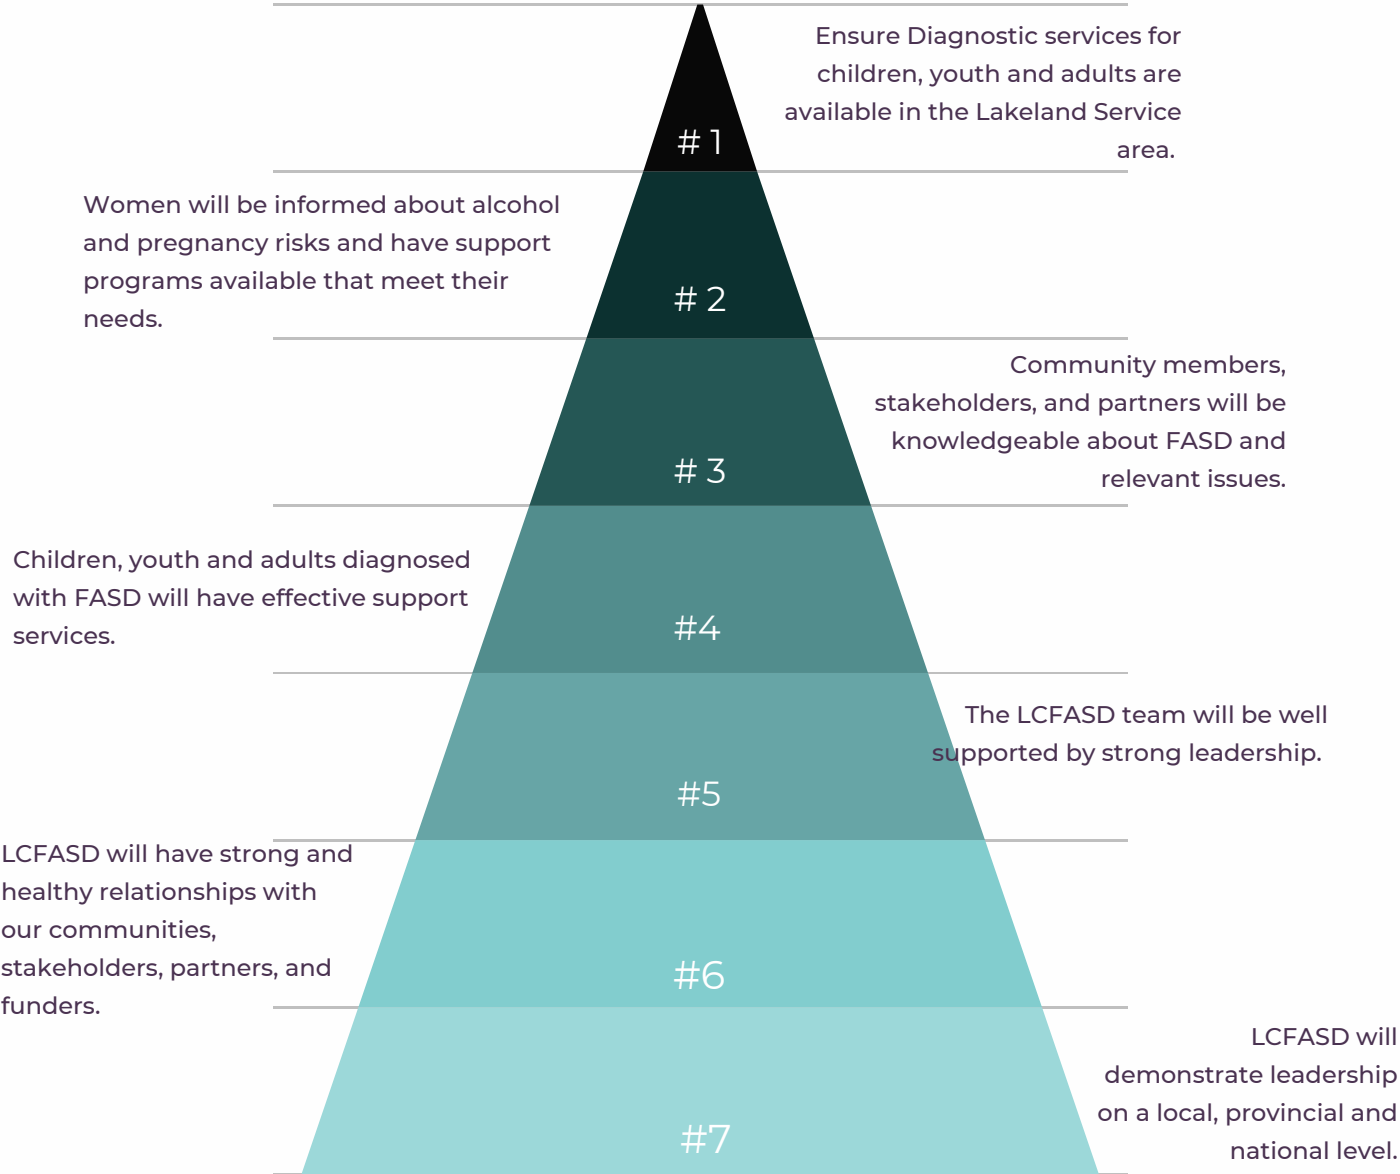 Ensure Diagnostic services for
children, youth and adults are
available in the Lakeland Service
area.
# 1
Women will be informed about alcohol
and pregnancy risks and have support
programs available that meet their
needs.
# 2
Community members,
stakeholders, and partners will be
knowledgeable about FASD and
relevant issues.
# 3
Children, youth and adults diagnosed
with FASD will have effective support
services.
#4
The LCFASD team will be well
supported by strong leadership.
#5
LCFASD will have strong and
healthy relationships with
our communities,
stakeholders, partners, and
funders.
#6
LCFASD will
demonstrate leadership
on a local, provincial and
national level.
#7